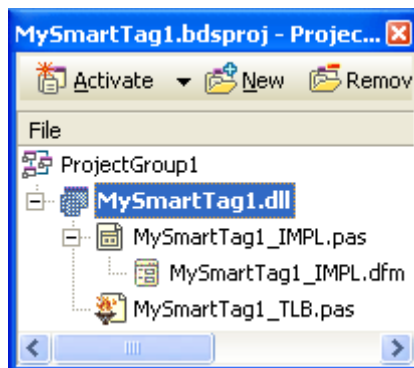 MySmartTag1.bdsproj - Projec...
Activate New Remov
File
ProjectGroup1
MySmartTag1.dll
MySmartTag1_IMPL.pas
MySmartTag1_IMPL.dfm
MySmartTag1_TLB.pas